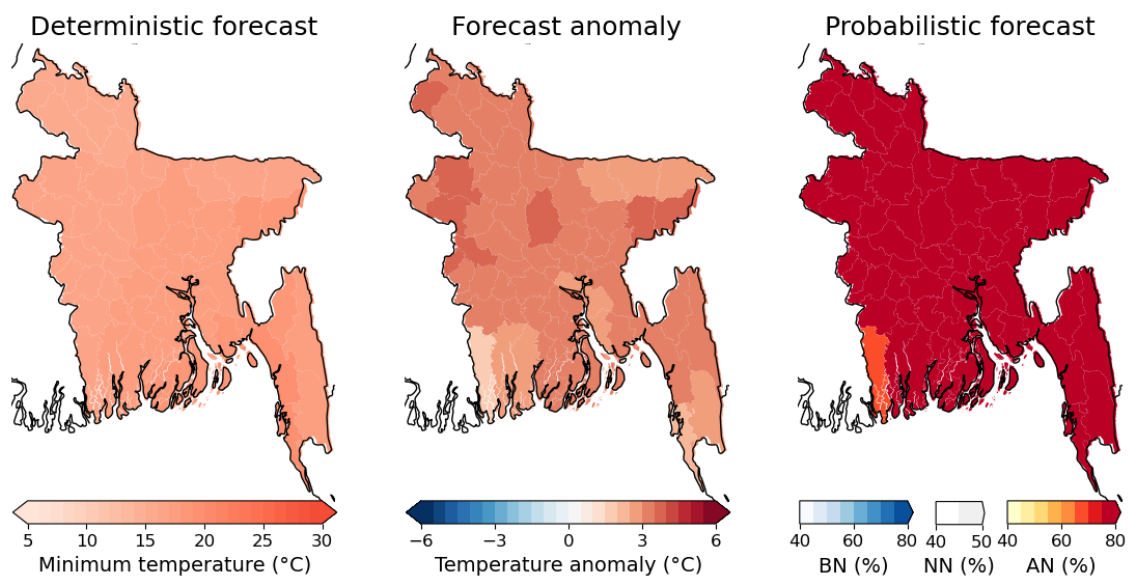 Deterministic forecast
Forecast anomaly
Probabilistic forecast
5 10 15 20 25 30
Minimum temperature (°C)
−6 −3 0 3 6
Temperature anomaly (°C)
40 60 80
BN (%)
40 50
NN (%)
40 60 80
AN (%)